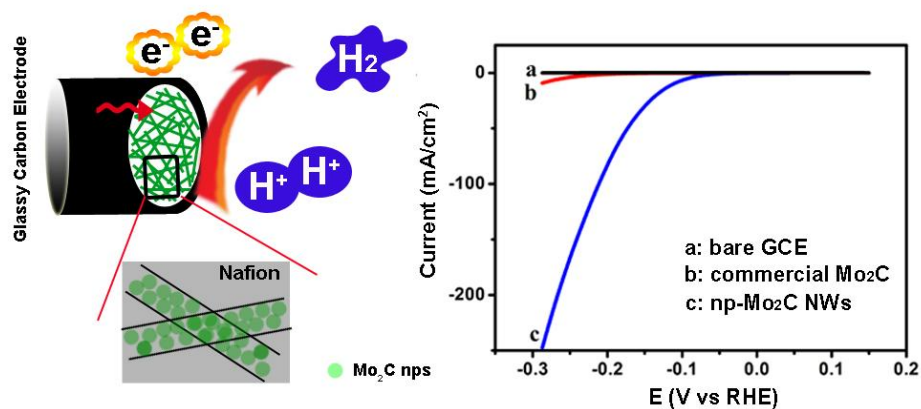 Glassy Carbon Electrode
e⁻ e⁻
H₂
H⁺ H⁺
Nafion
Mo₂C nps
Current (mA/cm²)
0
-100
-200
a
b
c
a: bare GCE
b: commercial Mo₂C
c: np-Mo₂C NWs
-0.3 -0.2 -0.1 0.0 0.1 0.2
E (V vs RHE)